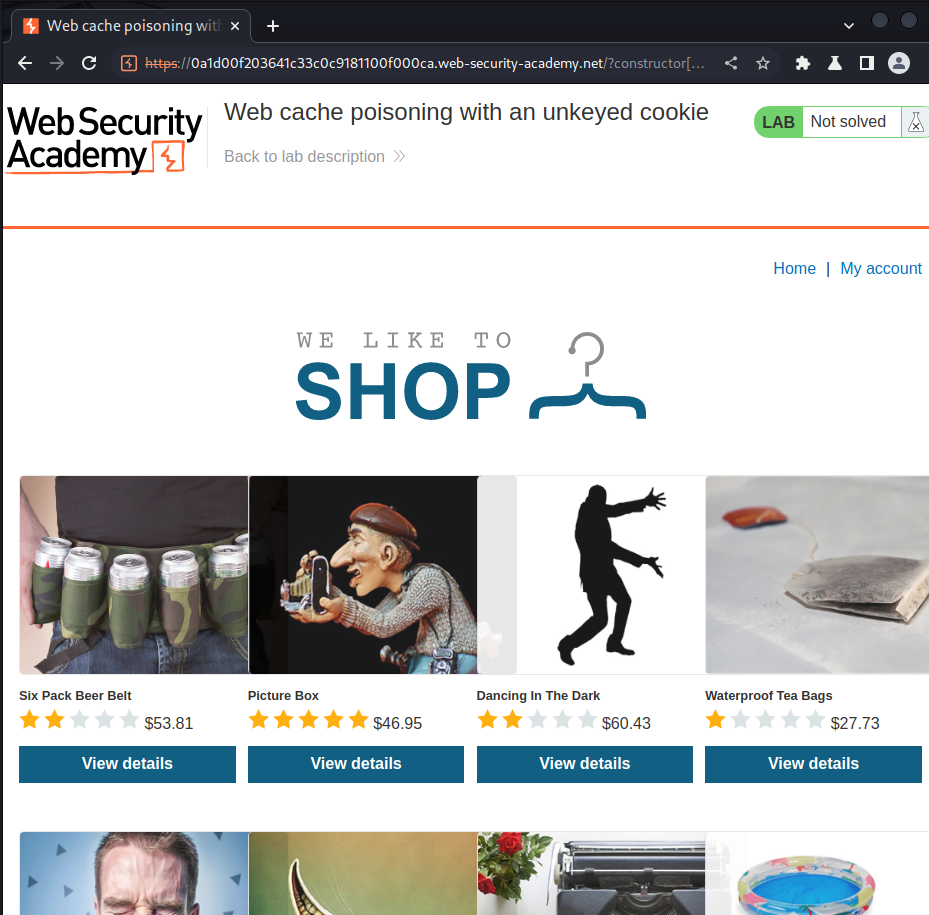 Web cache poisoning wit
https://0a1d00f203641c33c0c9181100f000ca.web-security-academy.net/?constructor[...
Web Security
Academy
Web cache poisoning with an unkeyed cookie
Back to lab description
LAB Not solved
Home | My account
WE LIKE TO
SHOP
Six Pack Beer Belt
$53.81
View details
Picture Box
$46.95
View details
Dancing In The Dark
$60.43
View details
Waterproof Tea Bags
$27.73
View details